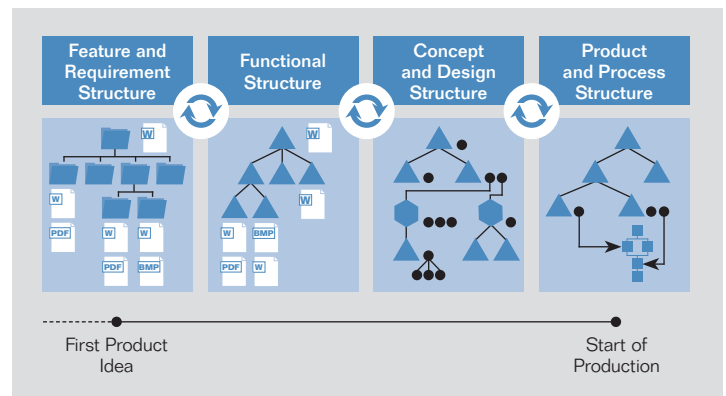 Feature and
Requirement
Structure
Functional
Structure
Concept
and Design
Structure
Product
and Process
Structure
W
W
PDF
W
W
PDF
BMP
W
W
W
BMP
PDF
W
First Product
Idea
Start of
Production